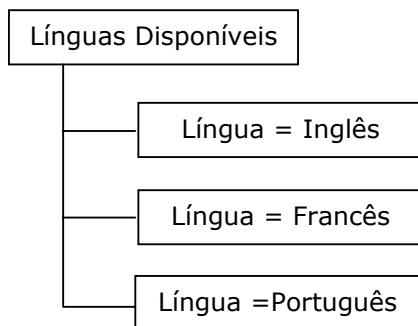 Línguas Disponíveis
Língua = Inglês
Língua = Francês
Língua =Português